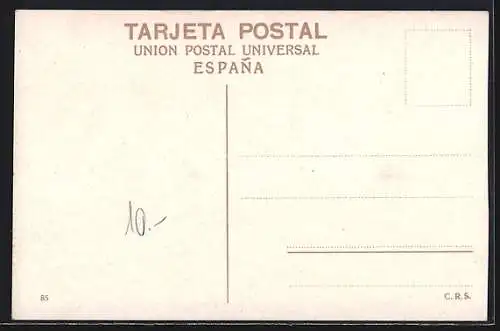 TARJETA POSTAL
UNION POSTAL UNIVERSAL
ESPAÑA
10.-
85
C.R.S.